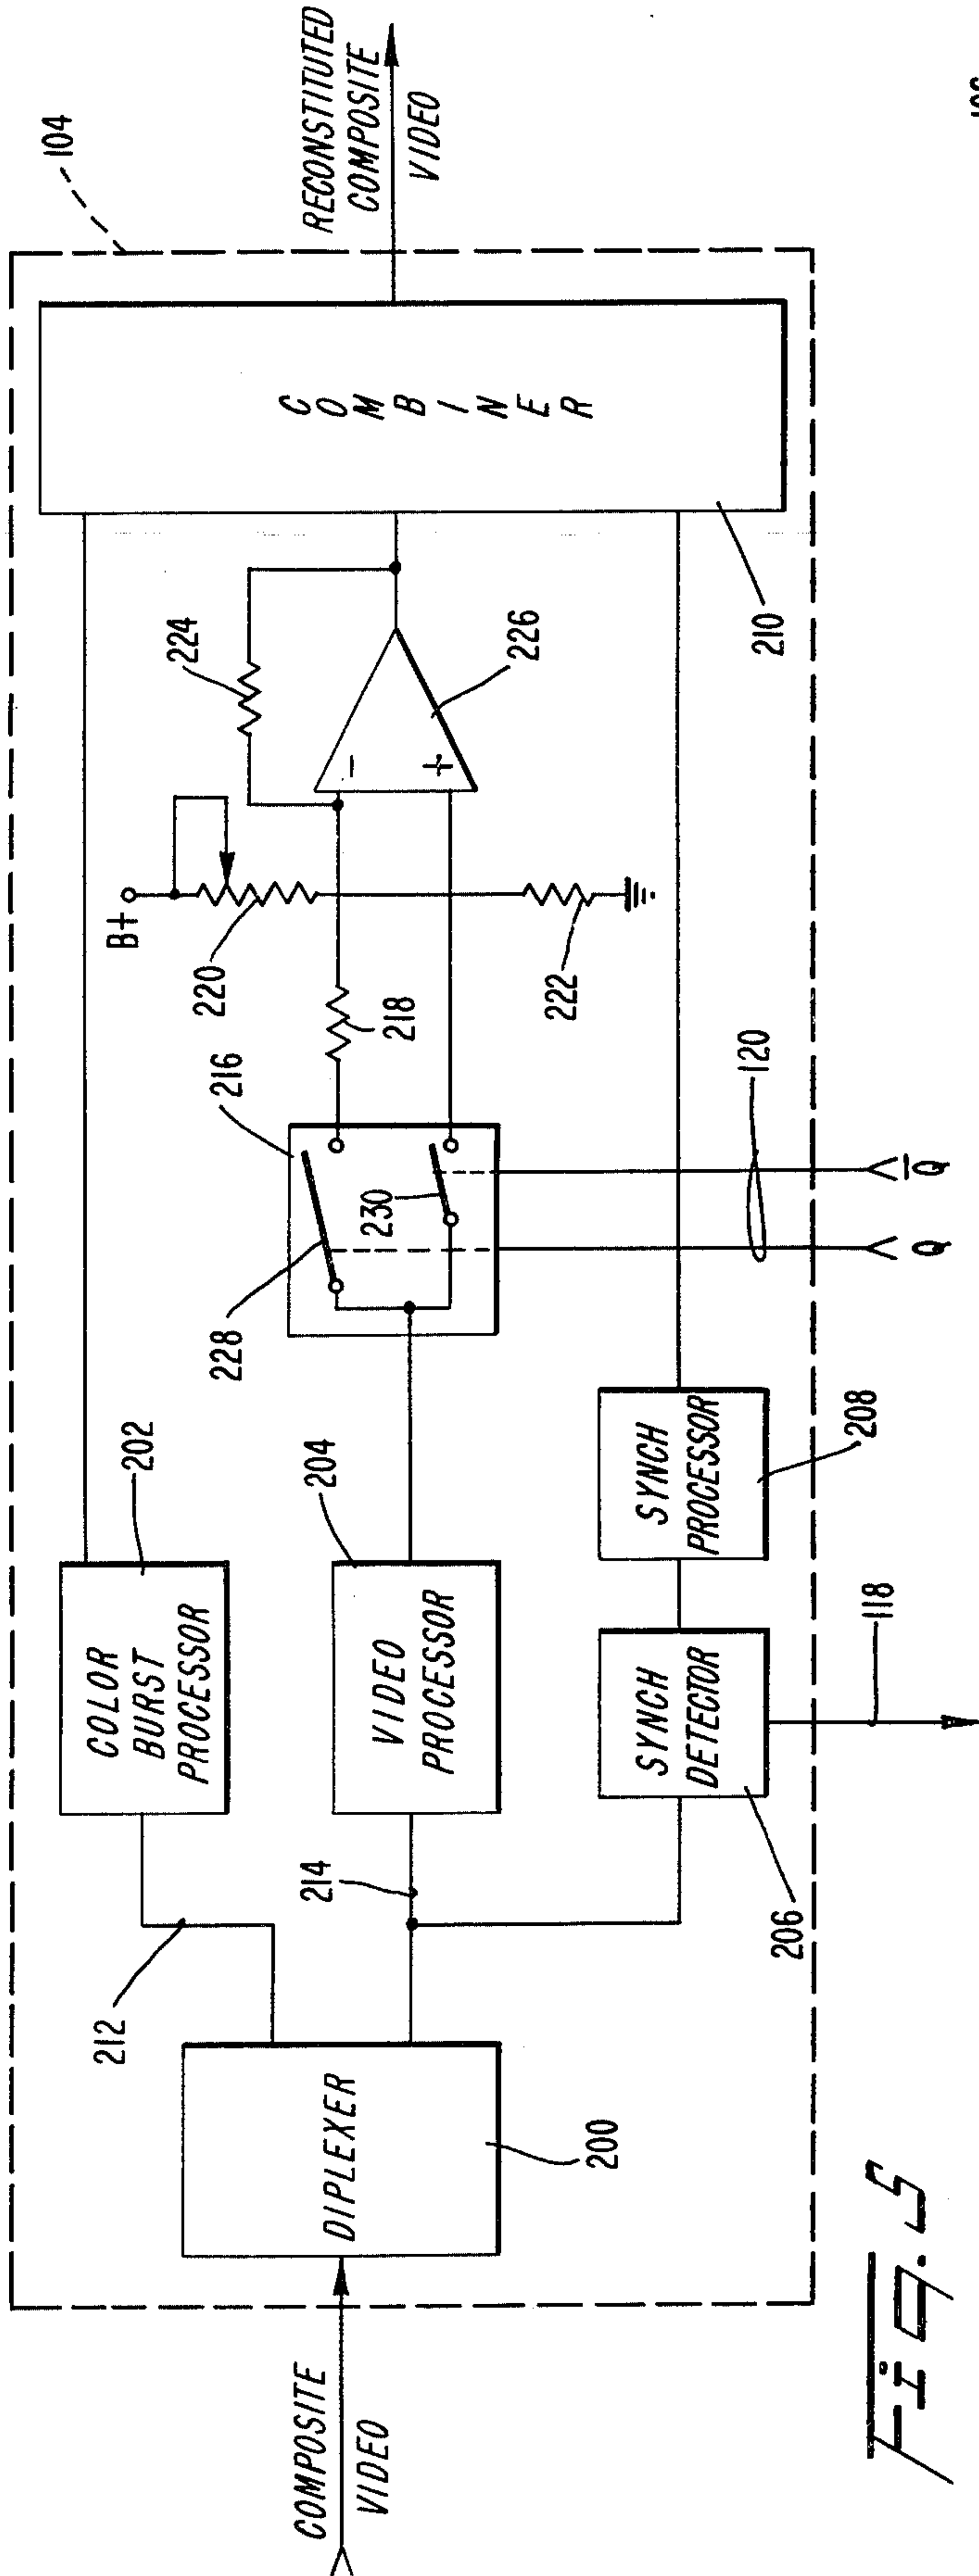 104
RECONSTITUTED
COMPOSITE
VIDEO
COMBINER
210
224
226
B+
220
222
218
−
+
216
228
230
120
Q
Q̅
COLOR
BURST
PROCESSOR
202
VIDEO
PROCESSOR
204
SYNCH
PROCESSOR
208
SYNCH
DETECTOR
206
118
212
214
DIPLEXER
200
COMPOSITE
VIDEO
Fig. 5